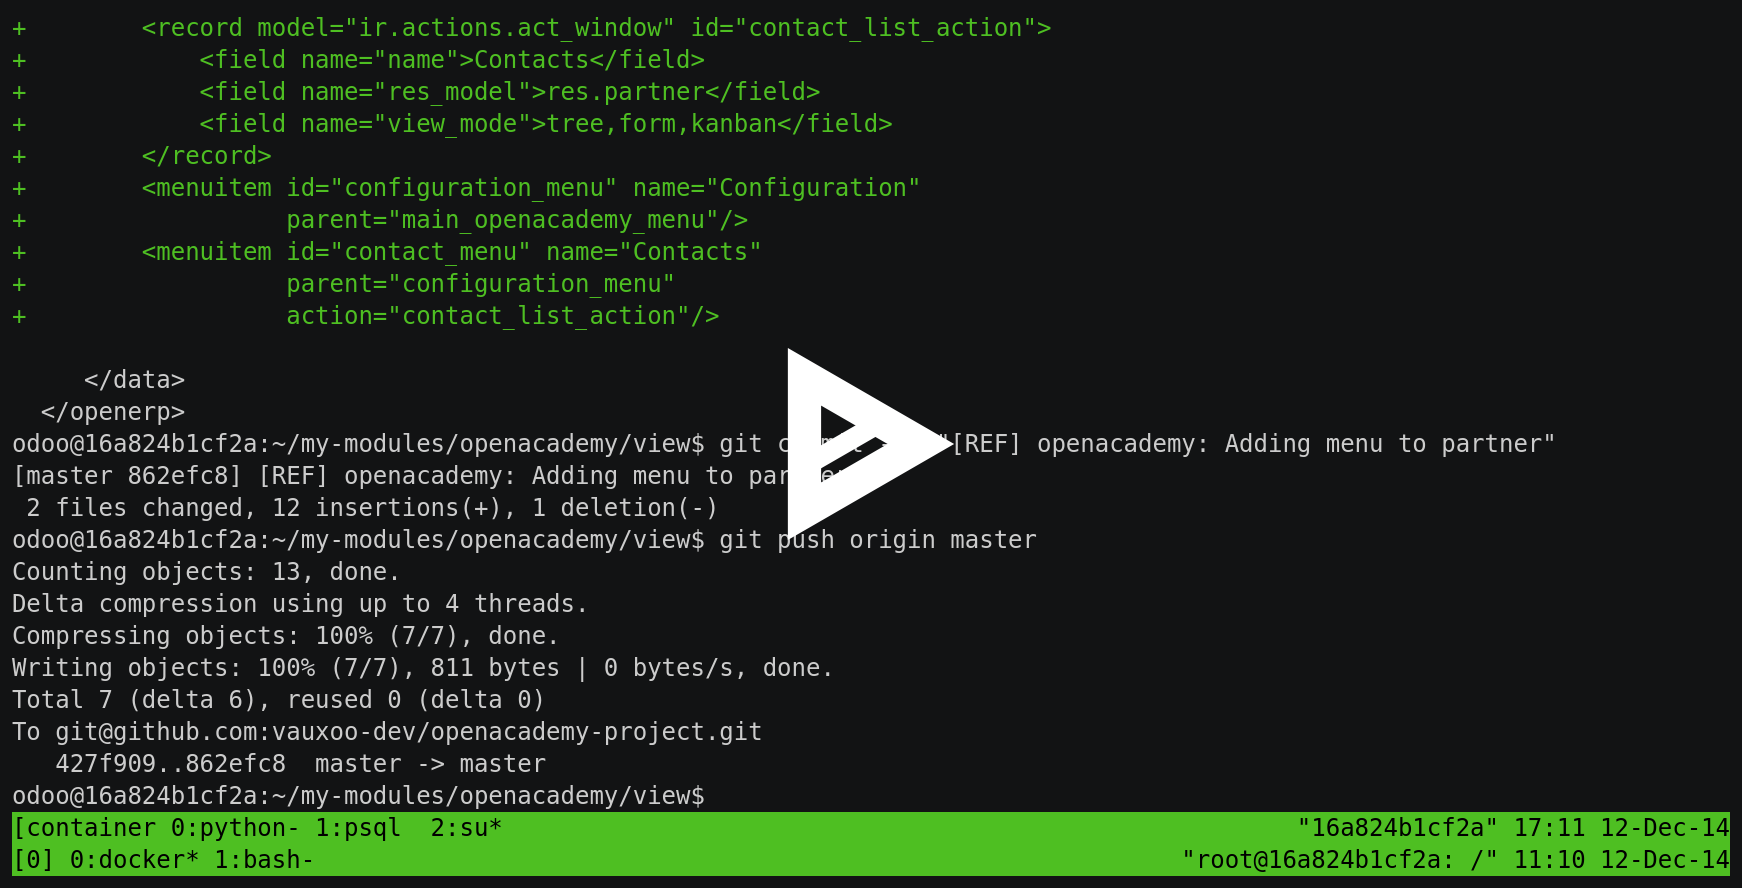 +        <record model="ir.actions.act_window" id="contact_list_action">
+            <field name="name">Contacts</field>
+            <field name="res_model">res.partner</field>
+            <field name="view_mode">tree,form,kanban</field>
+        </record>
+        <menuitem id="configuration_menu" name="Configuration"
+                  parent="main_openacademy_menu"/>
+        <menuitem id="contact_menu" name="Contacts"
+                  parent="configuration_menu"
+                  action="contact_list_action"/>

     </data>
  </openerp>
odoo@16a824b1cf2a:~/my-modules/openacademy/view$ git "[REF] openacademy: Adding menu to partner"
[master 862efc8] [REF] openacademy: Adding menu to
 2 files changed, 12 insertions(+), 1 deletion(-)
odoo@16a824b1cf2a:~/my-modules/openacademy/view$ git push origin master
Counting objects: 13, done.
Delta compression using up to 4 threads.
Compressing objects: 100% (7/7), done.
Writing objects: 100% (7/7), 811 bytes | 0 bytes/s, done.
Total 7 (delta 6), reused 0 (delta 0)
To git@github.com:vauxoo-dev/openacademy-project.git
   427f909..862efc8  master -> master
odoo@16a824b1cf2a:~/my-modules/openacademy/view$
[container 0:python- 1:psql  2:su* "16a824b1cf2a" 17:11 12-Dec-14
[0] 0:docker* 1:bash- "root@16a824b1cf2a: /" 11:10 12-Dec-14